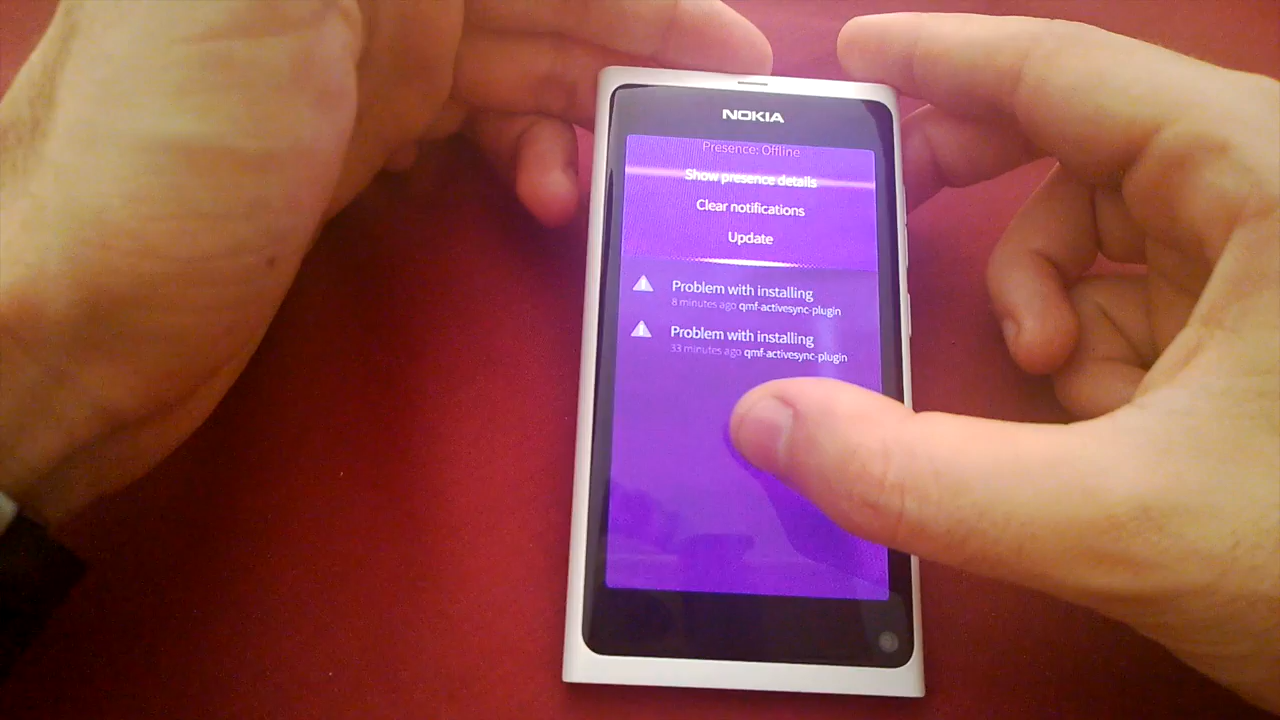 NOKIA
Presence: Offline
Show presence details
Clear notifications
Update
Problem with installing
8 minutes ago qmf-activesync-plugin
Problem with installing
33 minutes ago qmf-activesync-plugin